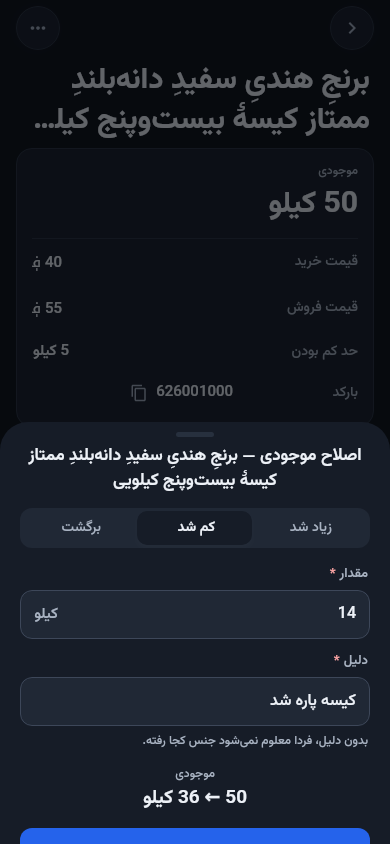 برنجِ هندیِ سفیدِ دانه‌بلندِ
ممتاز کیسهٔ بیست‌وپنج کیلـ...
موجودی
50 کیلو
قیمت خرید
40 ؋
قیمت فروش
55 ؋
حد کم بودن
5 کیلو
بارکد
626001000
اصلاح موجودی — برنجِ هندیِ سفیدِ دانه‌بلندِ ممتاز
کیسهٔ بیست‌وپنج کیلویی
زیاد شد
کم شد
برگشت
مقدار *
14
کیلو
دلیل *
کیسه پاره شد
بدون دلیل، فردا معلوم نمی‌شود جنس کجا رفته.
موجودی
50 ← 36 کیلو